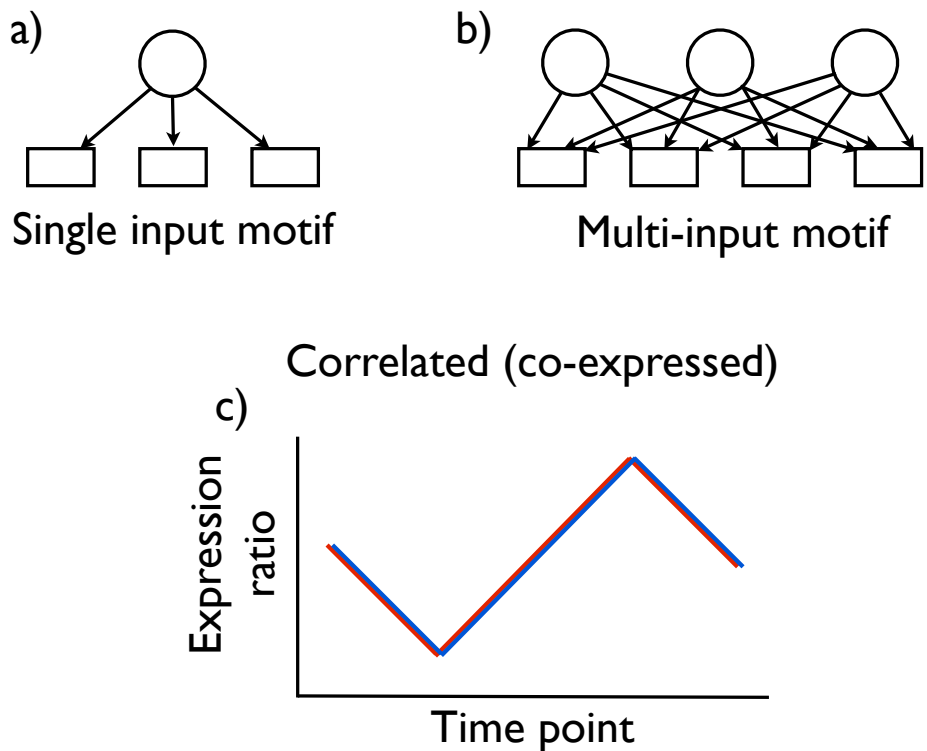 a)
b)
Single input motif
Multi-input motif
Correlated (co-expressed)
c)
Expression
ratio
Time point